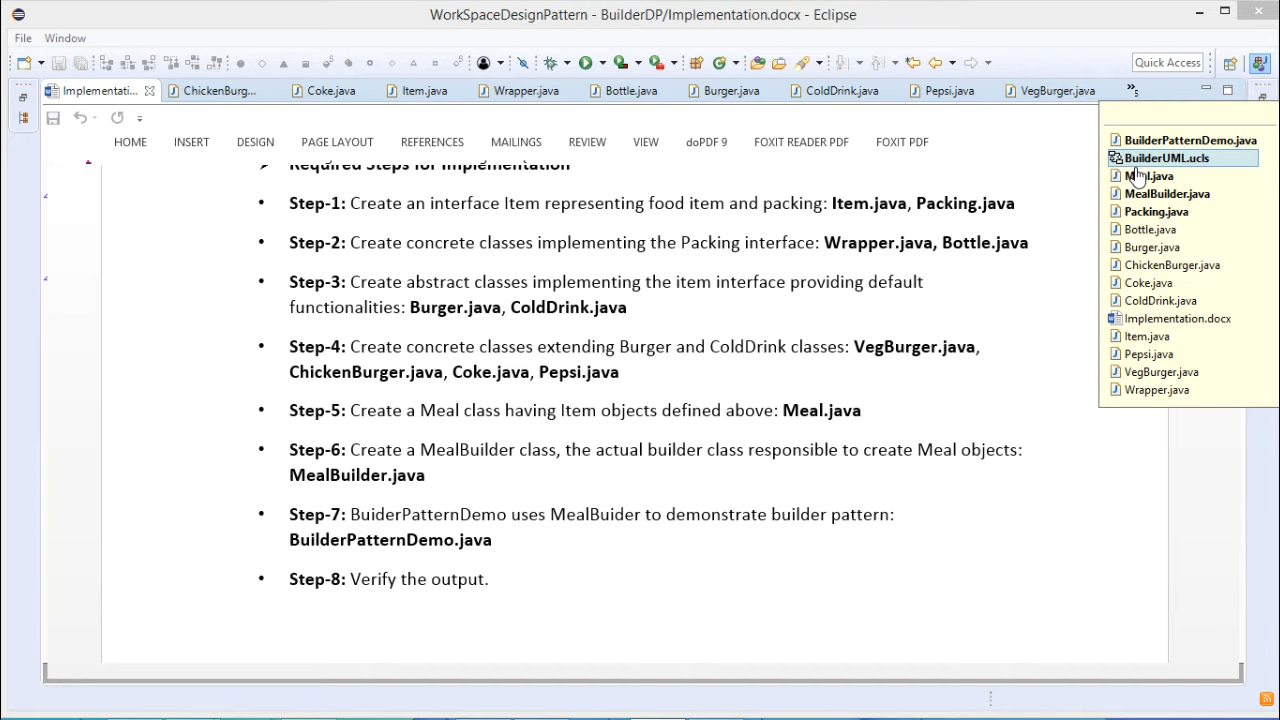 WorkSpaceDesignPattern - BuilderDP/Implementation.docx - Eclipse
File Window
Quick Access
Implementati... ChickenBurg... Coke.java Item.java Wrapper.java Bottle.java Burger.java ColdDrink.java Pepsi.java VegBurger.java »5
HOME INSERT DESIGN PAGE LAYOUT REFERENCES MAILINGS REVIEW VIEW doPDF 9 FOXIT READER PDF FOXIT PDF
Required Steps for Implementation
• Step-1: Create an interface Item representing food item and packing: Item.java, Packing.java
• Step-2: Create concrete classes implementing the Packing interface: Wrapper.java, Bottle.java
• Step-3: Create abstract classes implementing the item interface providing default
functionalities: Burger.java, ColdDrink.java
• Step-4: Create concrete classes extending Burger and ColdDrink classes: VegBurger.java,
ChickenBurger.java, Coke.java, Pepsi.java
• Step-5: Create a Meal class having Item objects defined above: Meal.java
• Step-6: Create a MealBuilder class, the actual builder class responsible to create Meal objects:
MealBuilder.java
• Step-7: BuiderPatternDemo uses MealBuider to demonstrate builder pattern:
BuilderPatternDemo.java
• Step-8: Verify the output.
BuilderPatternDemo.java
BuilderUML.ucls
Meal.java
MealBuilder.java
Packing.java
Bottle.java
Burger.java
ChickenBurger.java
Coke.java
ColdDrink.java
Implementation.docx
Item.java
Pepsi.java
VegBurger.java
Wrapper.java